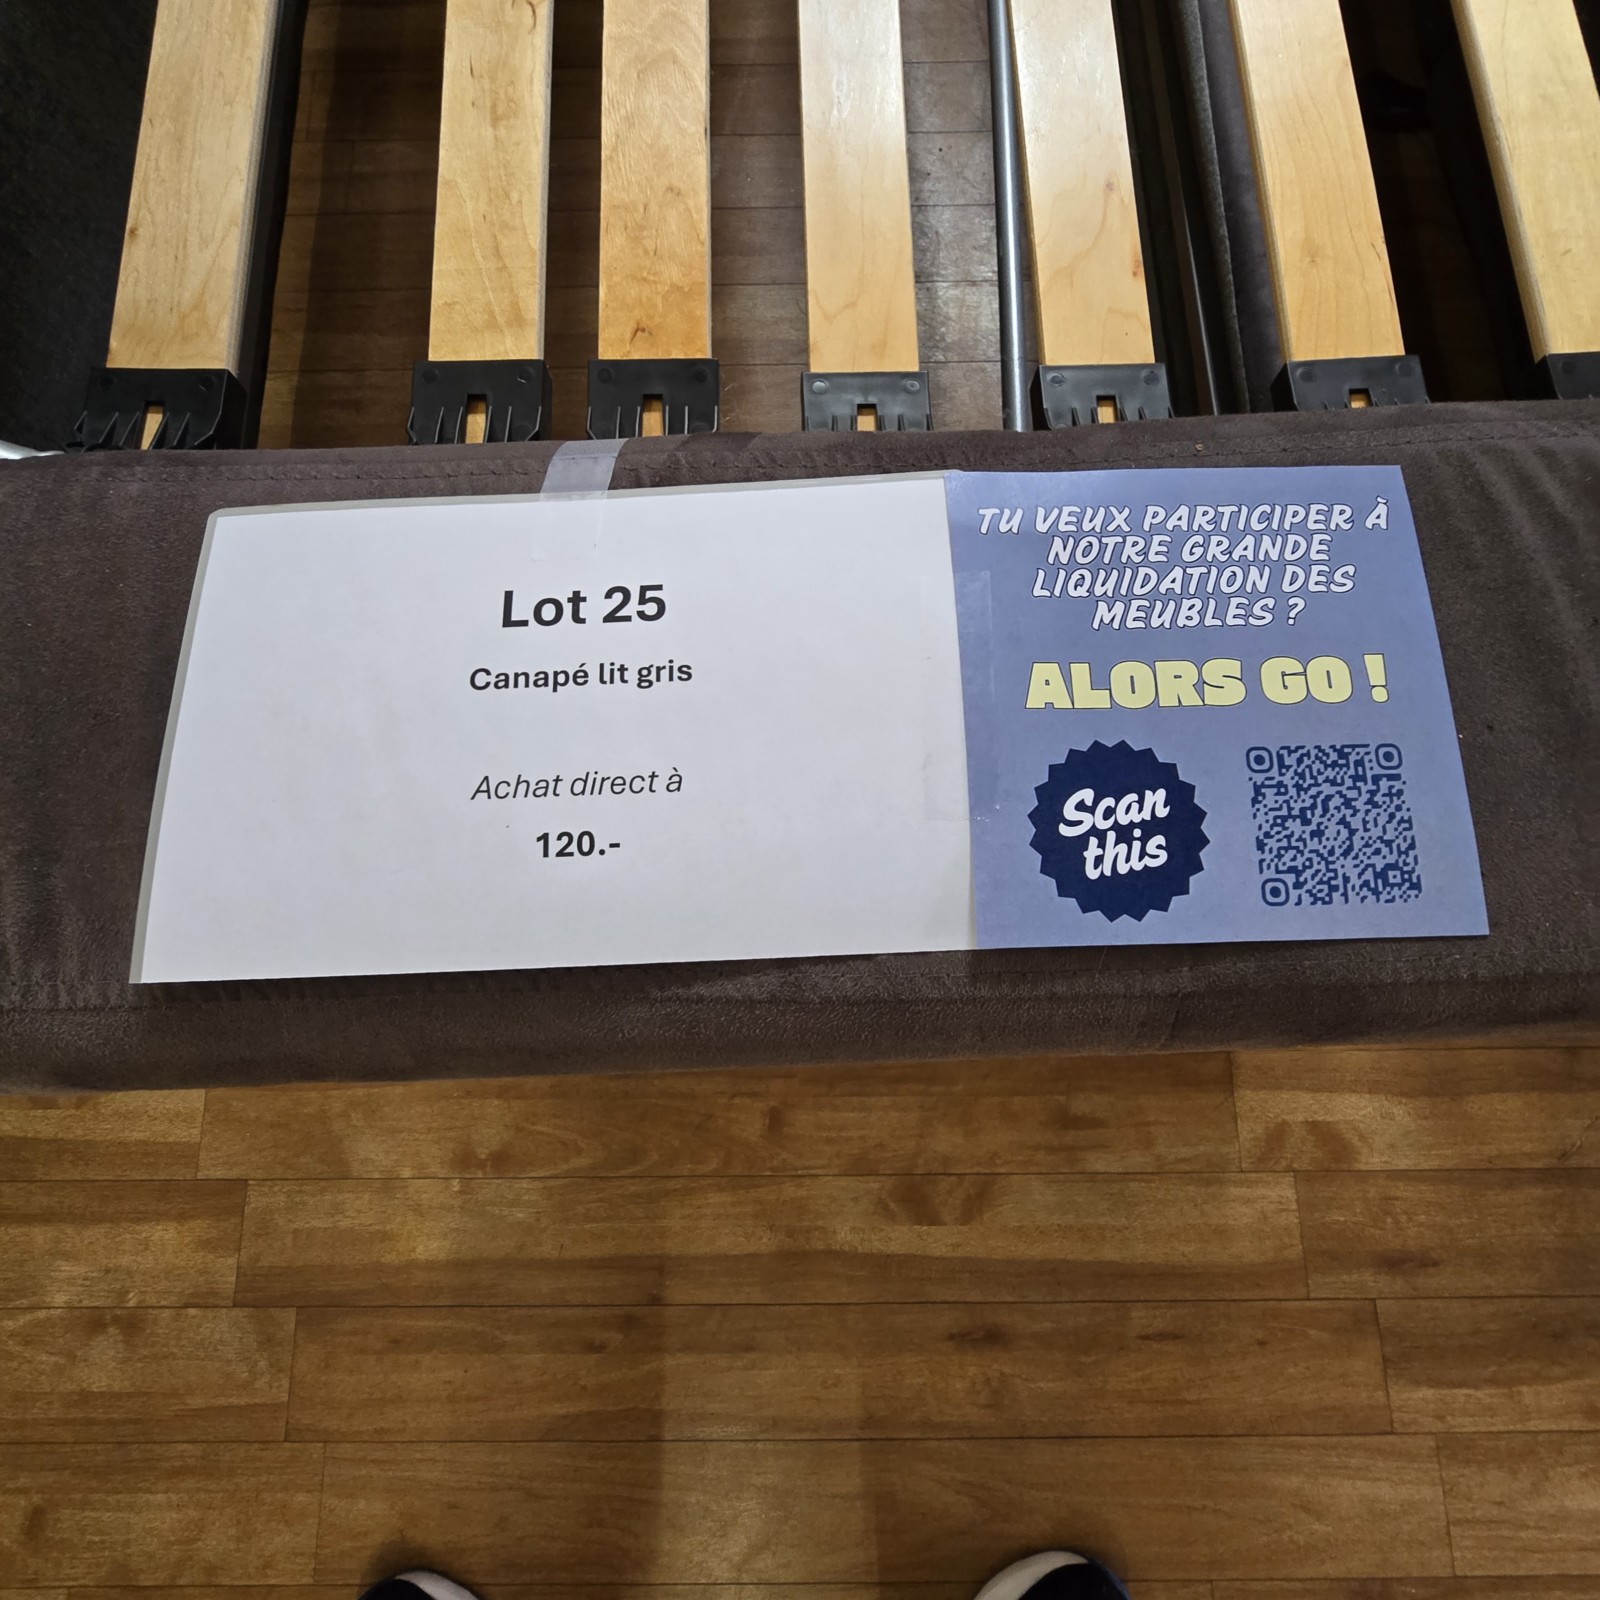 Lot 25
Canapé lit gris
Achat direct à
120.-
TU VEUX PARTICIPER À
NOTRE GRANDE
LIQUIDATION DES
MEUBLES ?
ALORS GO !
Scan
this